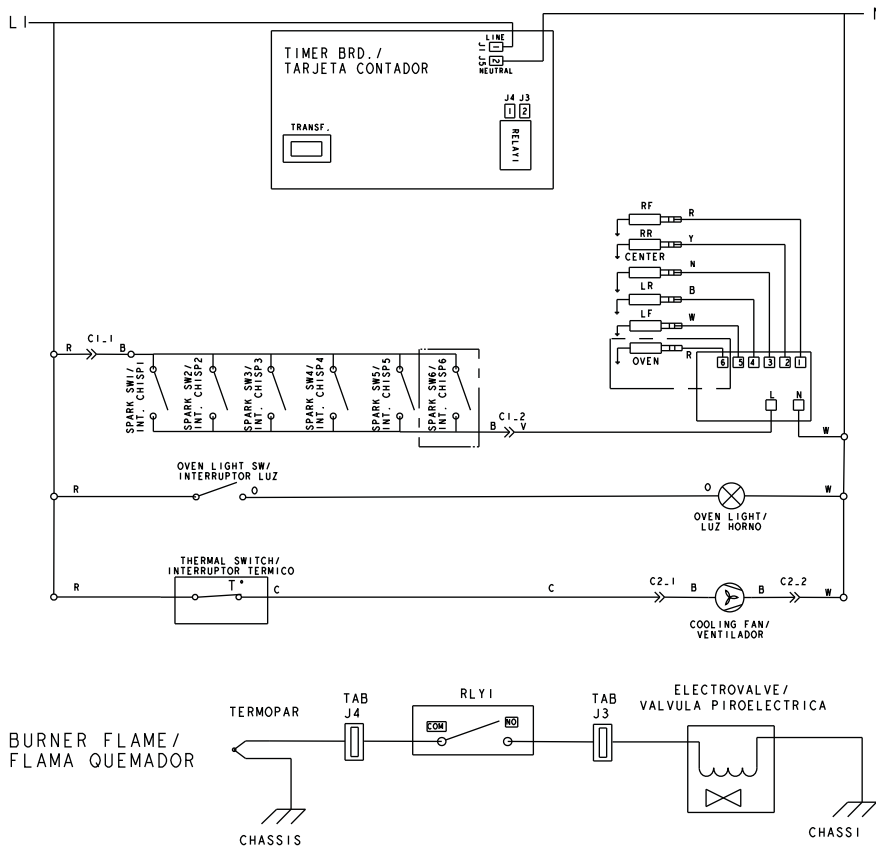 L1
N
TIMER BRD./
TARJETA CONTADOR
LINE
J1
1
J5
2
NEUTRAL
J4 J3
1 2
RELAY1
TRANSF.
RF
R
RR
Y
CENTER
N
LR
B
LF
W
OVEN
R
6 5 4 3 2 1
L N
W
R
C1_1
B
SPARK SW1/
INT. CHISP1
SPARK SW2/
INT. CHISP2
SPARK SW3/
INT. CHISP3
SPARK SW4/
INT. CHISP4
SPARK SW5/
INT. CHISP5
SPARK SW6/
INT. CHISP6
C1_2
B V
OVEN LIGHT SW/
INTERRUPTOR LUZ
R
O
O
W
OVEN LIGHT/
LUZ HORNO
THERMAL SWITCH/
INTERRUPTOR TERMICO
R
T°
C
C
C2_1
B
B
C2_2
W
COOLING FAN/
VENTILADOR
BURNER FLAME/
FLAMA QUEMADOR
TERMOPAR
CHASSIS
TAB
J4
RLY1
COM
NO
TAB
J3
ELECTROVALVE/
VALVULA PIROELECTRICA
CHASSI